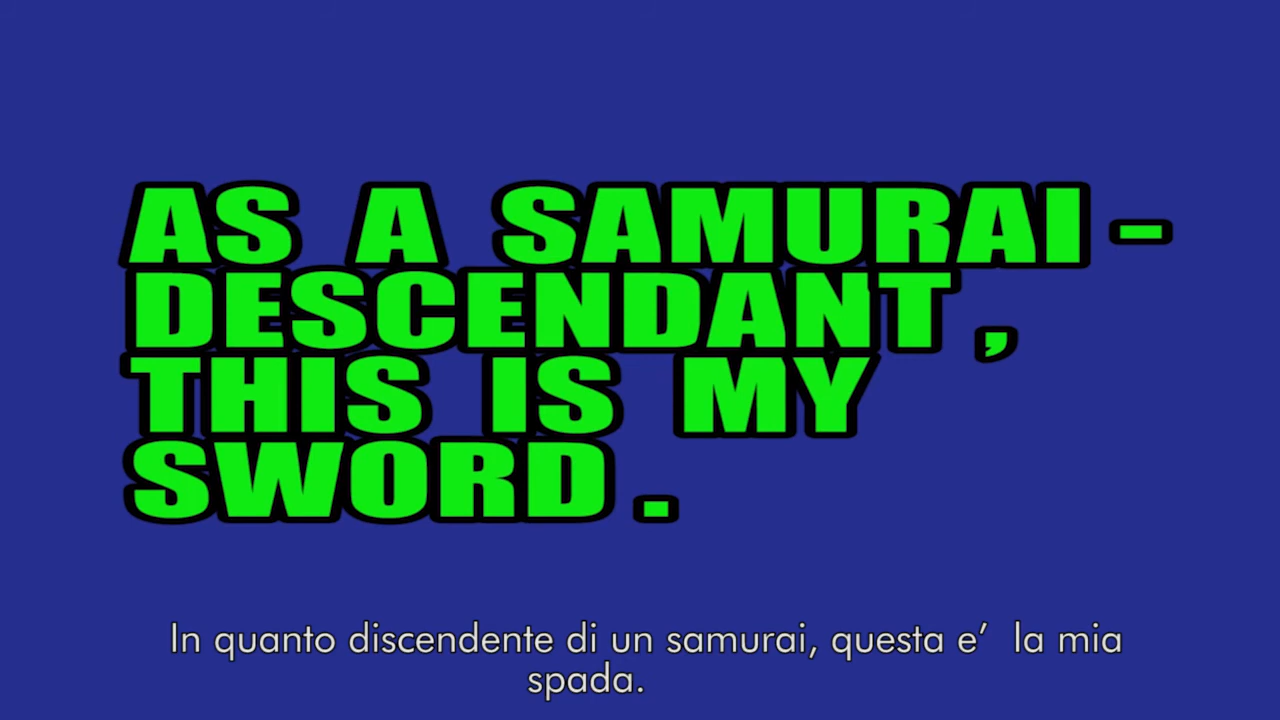 AS A SAMURAI-
DESCENDANT,
THIS IS MY
SWORD.
In quanto discendente di un samurai, questa e’ la mia
spada.